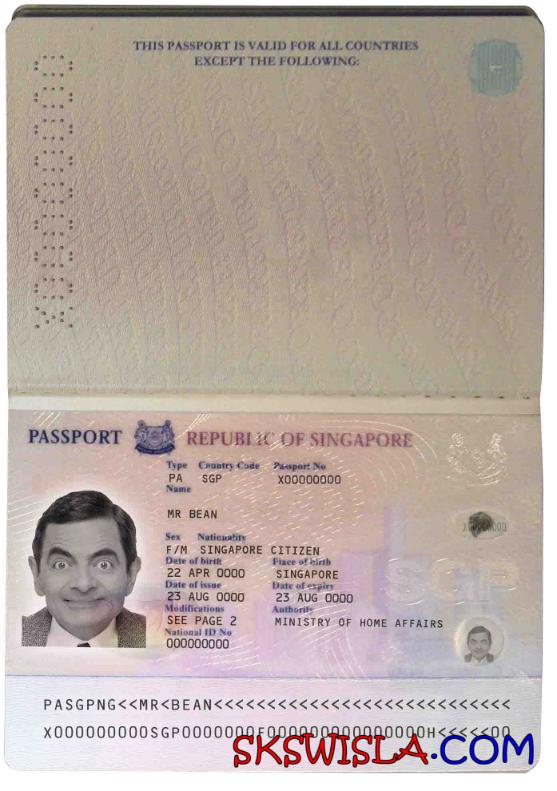 THIS PASSPORT IS VALID FOR ALL COUNTRIES
EXCEPT THE FOLLOWING:
PASSPORT REPUBLIC OF SINGAPORE
Type Country Code Passport No
PA SGP X00000000
Name
MR BEAN
X0000000
Sex Nationality
F/M SINGAPORE CITIZEN
Date of birth Place of birth
22 APR 0000 SINGAPORE
Date of issue Date of expiry
23 AUG 0000 23 AUG 0000
Modifications Authority
SEE PAGE 2 MINISTRY OF HOME AFFAIRS
National ID No
000000000
SGP
PASGPNG<<MR<BEAN<<<<<<<<<<<<<<<<<<<<<<<<<<<<
SKSWISLA.COM